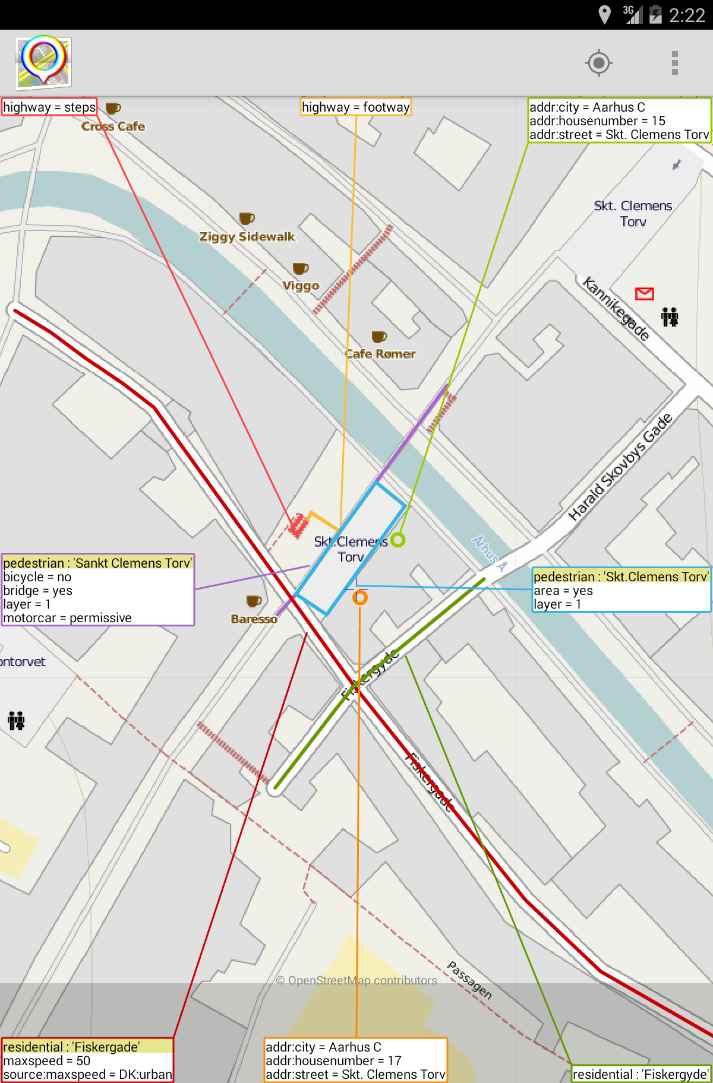 3G 2:22
highway = steps
highway = footway
addr:city = Aarhus C
addr:housenumber = 15
addr:street = Skt. Clemens Torv
Cross Cafe
Skt. Clemens
Torv
Ziggy Sidewalk
Viggo
Kannikegade
Cafe Rømer
Harald Skovbys Gade
Skt.Clemens
Torv
Århus Å
pedestrian : 'Sankt Clemens Torv'
bicycle = no
bridge = yes
layer = 1
motorcar = permissive
pedestrian : 'Skt.Clemens Torv'
area = yes
layer = 1
Baresso
ontorvet
Fiskergyde
Fiskergade
Passagen
© OpenStreetMap contributors
residential : 'Fiskergade'
maxspeed = 50
source:maxspeed = DK:urban
addr:city = Aarhus C
addr:housenumber = 17
addr:street = Skt. Clemens Torv
residential : 'Fiskergyde'